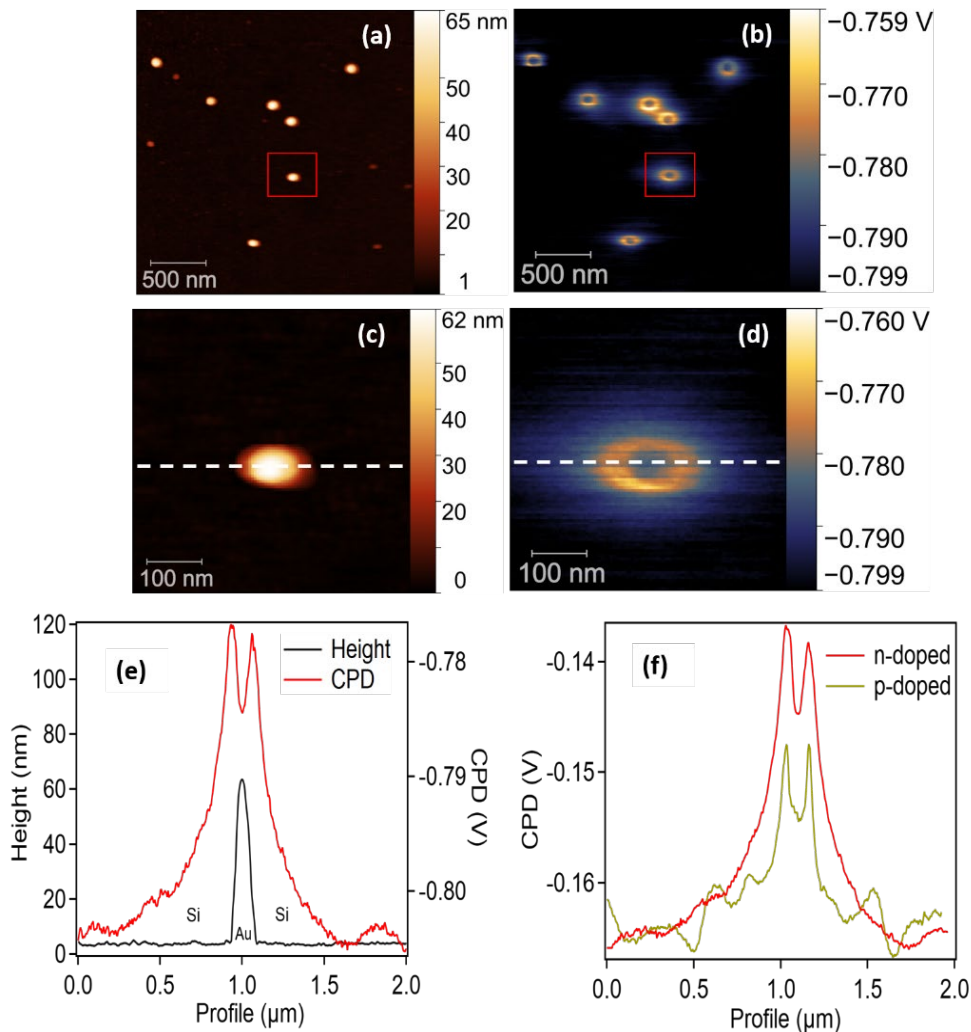 (a)
65 nm
50
40
30
20
10
1
500 nm
(b)
−0.759 V
−0.770
−0.780
−0.790
−0.799
500 nm
(c)
62 nm
50
40
30
20
10
0
100 nm
(d)
−0.760 V
−0.770
−0.780
−0.790
−0.799
100 nm
(e)
Height
CPD
Height (nm)
120
100
80
60
40
20
0
Si
Au
Si
-0.78
-0.79
-0.80
CPD
(V)
0.0
0.5
1.0
1.5
2.0
Profile (µm)
(f)
n-doped
p-doped
CPD (V)
-0.14
-0.15
-0.16
0.0
0.5
1.0
1.5
2.0
Profile (µm)